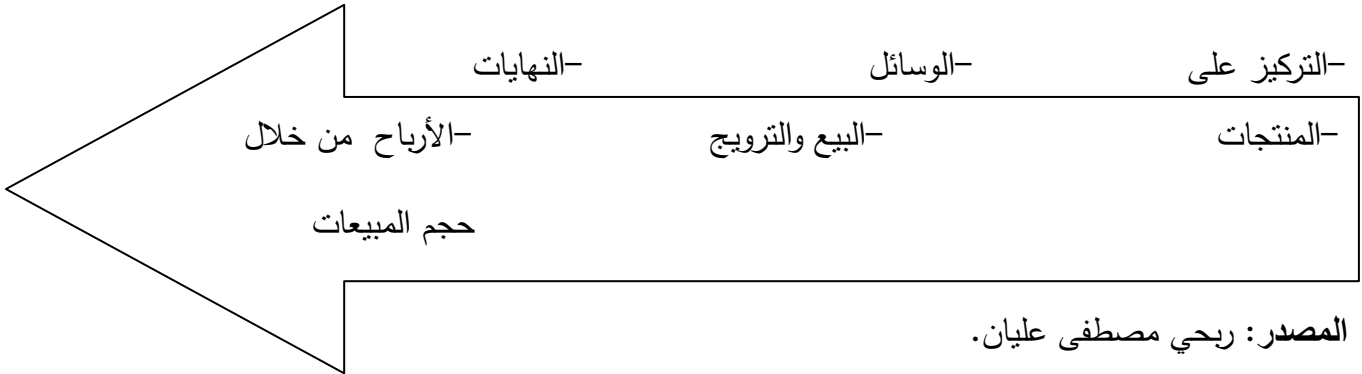 -التركيز على -الوسائل -النهايات
-المنتجات -البيع والترويج -الأرباح من خلال
حجم المبيعات
المصدر: ربحي مصطفى عليان.